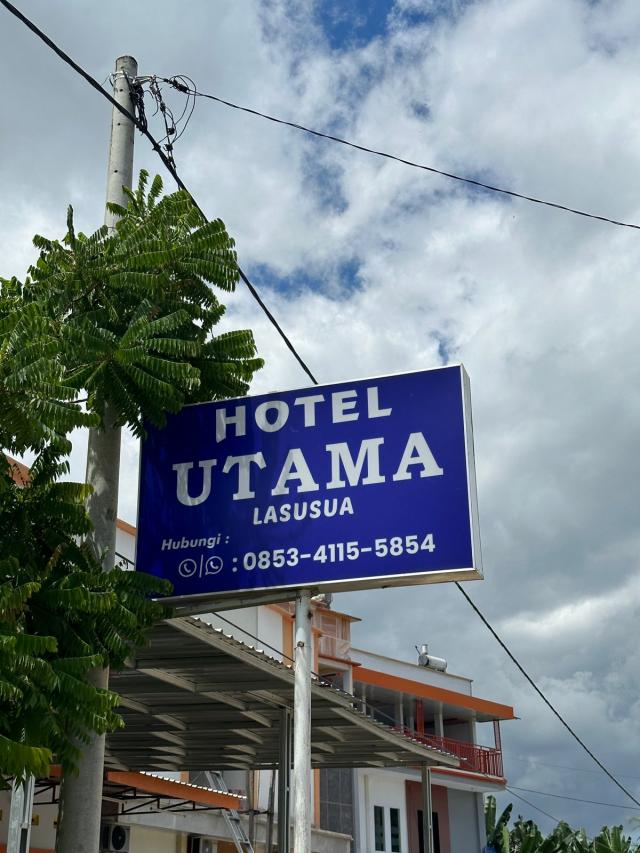 HOTEL
UTAMA
LASUSUA
Hubungi :
: 0853-4115-5854